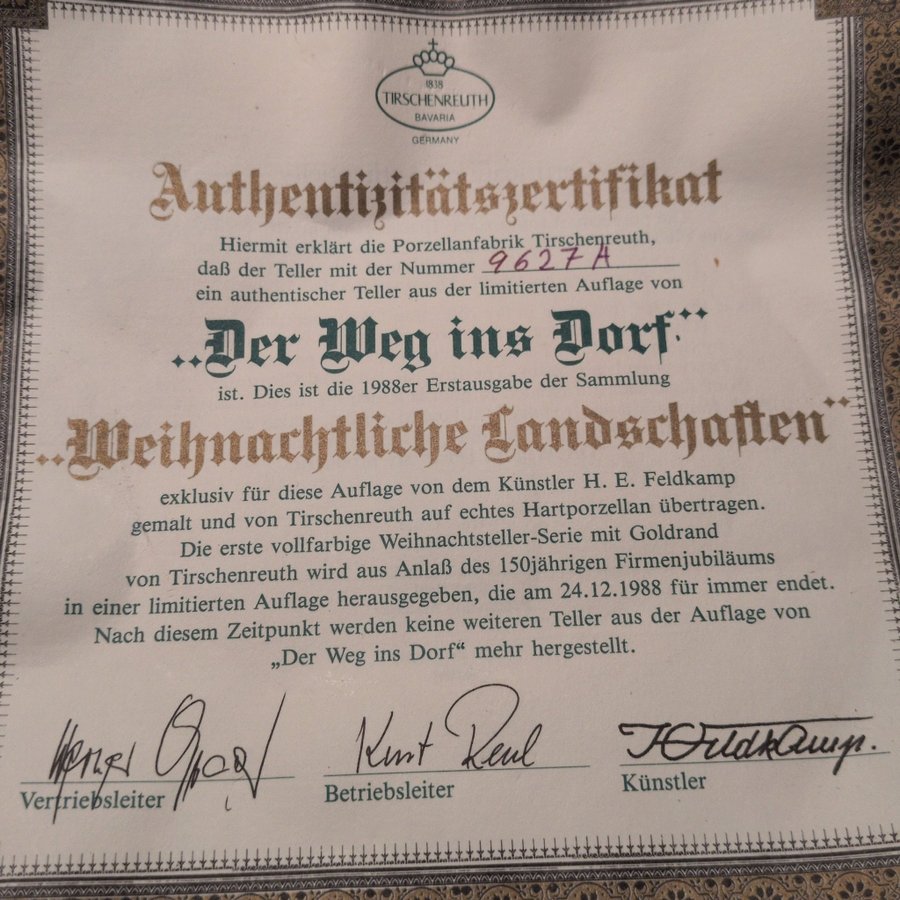 1838
TIRSCHENREUTH
BAVARIA
GERMANY
Authentizitätszertifikat
Hiermit erklärt die Porzellanfabrik Tirschenreuth,
daß der Teller mit der Nummer 9627A
ein authentischer Teller aus der limitierten Auflage von
„Der Weg ins Dorf“
ist. Dies ist die 1988er Erstausgabe der Sammlung
„Weihnachtliche Landschaften“
exklusiv für diese Auflage von dem Künstler H. E. Feldkamp
gemalt und von Tirschenreuth auf echtes Hartporzellan übertragen.
Die erste vollfarbige Weihnachtsteller-Serie mit Goldrand
von Tirschenreuth wird aus Anlaß des 150jährigen Firmenjubiläums
in einer limitierten Auflage herausgegeben, die am 24.12.1988 für immer endet.
Nach diesem Zeitpunkt werden keine weiteren Teller aus der Auflage von
„Der Weg ins Dorf“ mehr hergestellt.
Vertriebsleiter
Betriebsleiter
Künstler